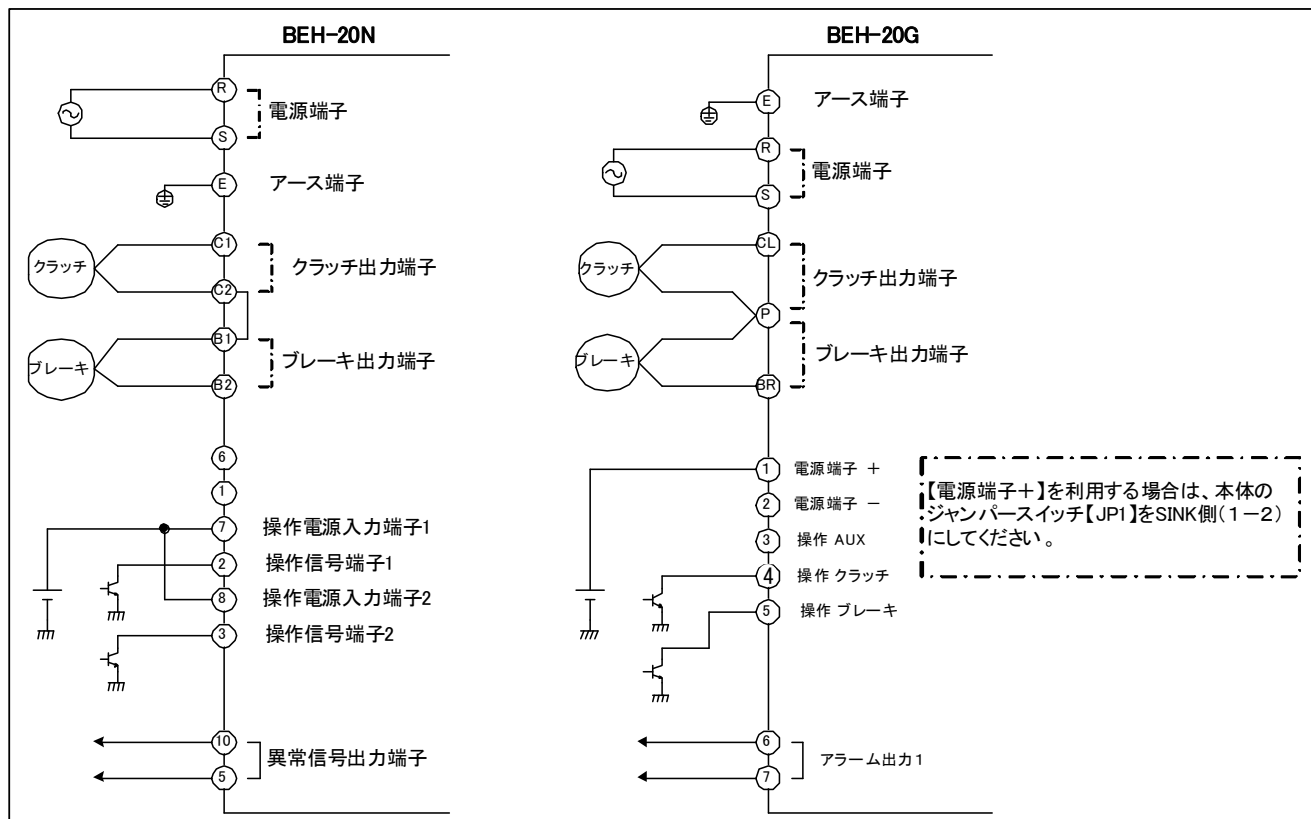 BEH-20N
R
電源端子
S
E
アース端子
C1
クラッチ
クラッチ出力端子
C2
B1
ブレーキ
ブレーキ出力端子
B2
6
1
7
操作電源入力端子1
2
操作信号端子1
8
操作電源入力端子2
3
操作信号端子2
10
異常信号出力端子
5
BEH-20G
E
アース端子
R
電源端子
S
CL
クラッチ
クラッチ出力端子
P
ブレーキ
ブレーキ出力端子
BR
1
電源端子 +
2
電源端子 -
3
操作 AUX
4
操作 クラッチ
5
操作 ブレーキ
6
アラーム出力1
7
【電源端子+】を利用する場合は、本体の
ジャンパースイッチ【JP1】をSINK側(1-2)
にしてください。